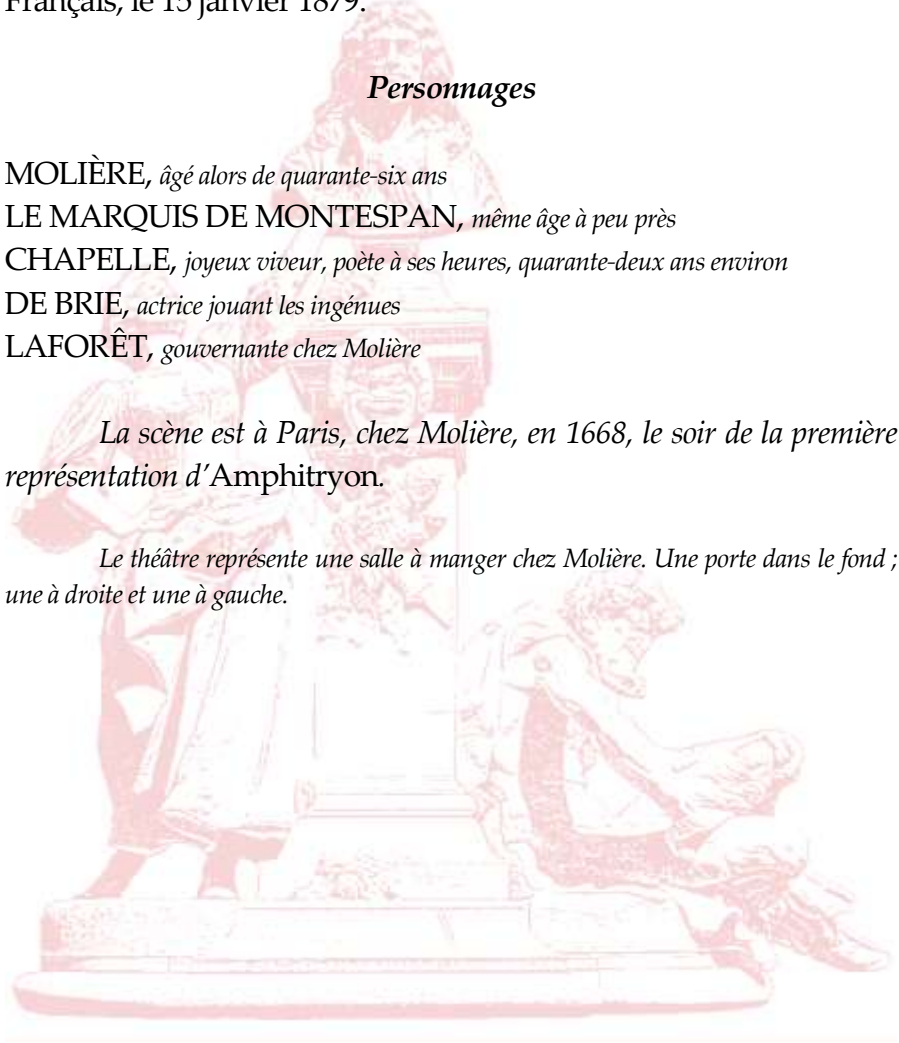 Français, le 15 janvier 1879.
Personnages
MOLIÈRE, âgé alors de quarante-six ans
LE MARQUIS DE MONTESPAN, même âge à peu près
CHAPELLE, joyeux viveur, poète à ses heures, quarante-deux ans environ
DE BRIE, actrice jouant les ingénues
LAFORÊT, gouvernante chez Molière
La scène est à Paris, chez Molière, en 1668, le soir de la première
représentation d’Amphitryon.
Le théâtre représente une salle à manger chez Molière. Une porte dans le fond ;
une à droite et une à gauche.